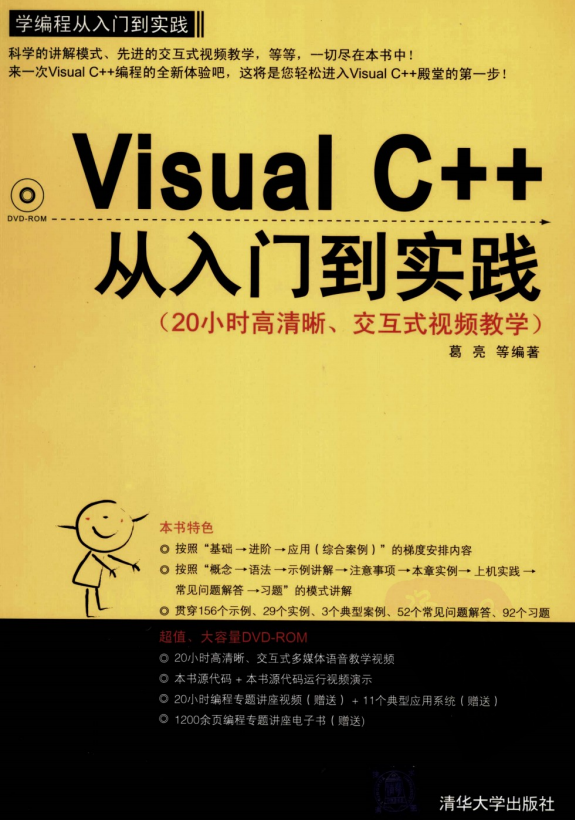 学编程从入门到实践
科学的讲解模式、先进的交互式视频教学，等等，一切尽在本书中！
来一次Visual C++编程的全新体验吧，这将是您轻松进入Visual C++殿堂的第一步！
Visual C++
DVD-ROM
从入门到实践
（20小时高清晰、交互式视频教学）
葛 亮 等编著
本书特色
◎ 按照“基础→进阶→应用（综合案例）”的梯度安排内容
◎ 按照“概念→语法→示例讲解→注意事项→本章实例→上机实践→
常见问题解答→习题”的模式讲解
◎ 贯穿156个示例、29个实例、3个典型案例、52个常见问题解答、92个习题
超值、大容量DVD-ROM
◎ 20小时高清晰、交互式多媒体语音教学视频
◎ 本书源代码 + 本书源代码运行视频演示
◎ 20小时编程专题讲座视频（赠送）+ 11个典型应用系统（赠送）
◎ 1200余页编程专题讲座电子书（赠送）
清华大学出版社